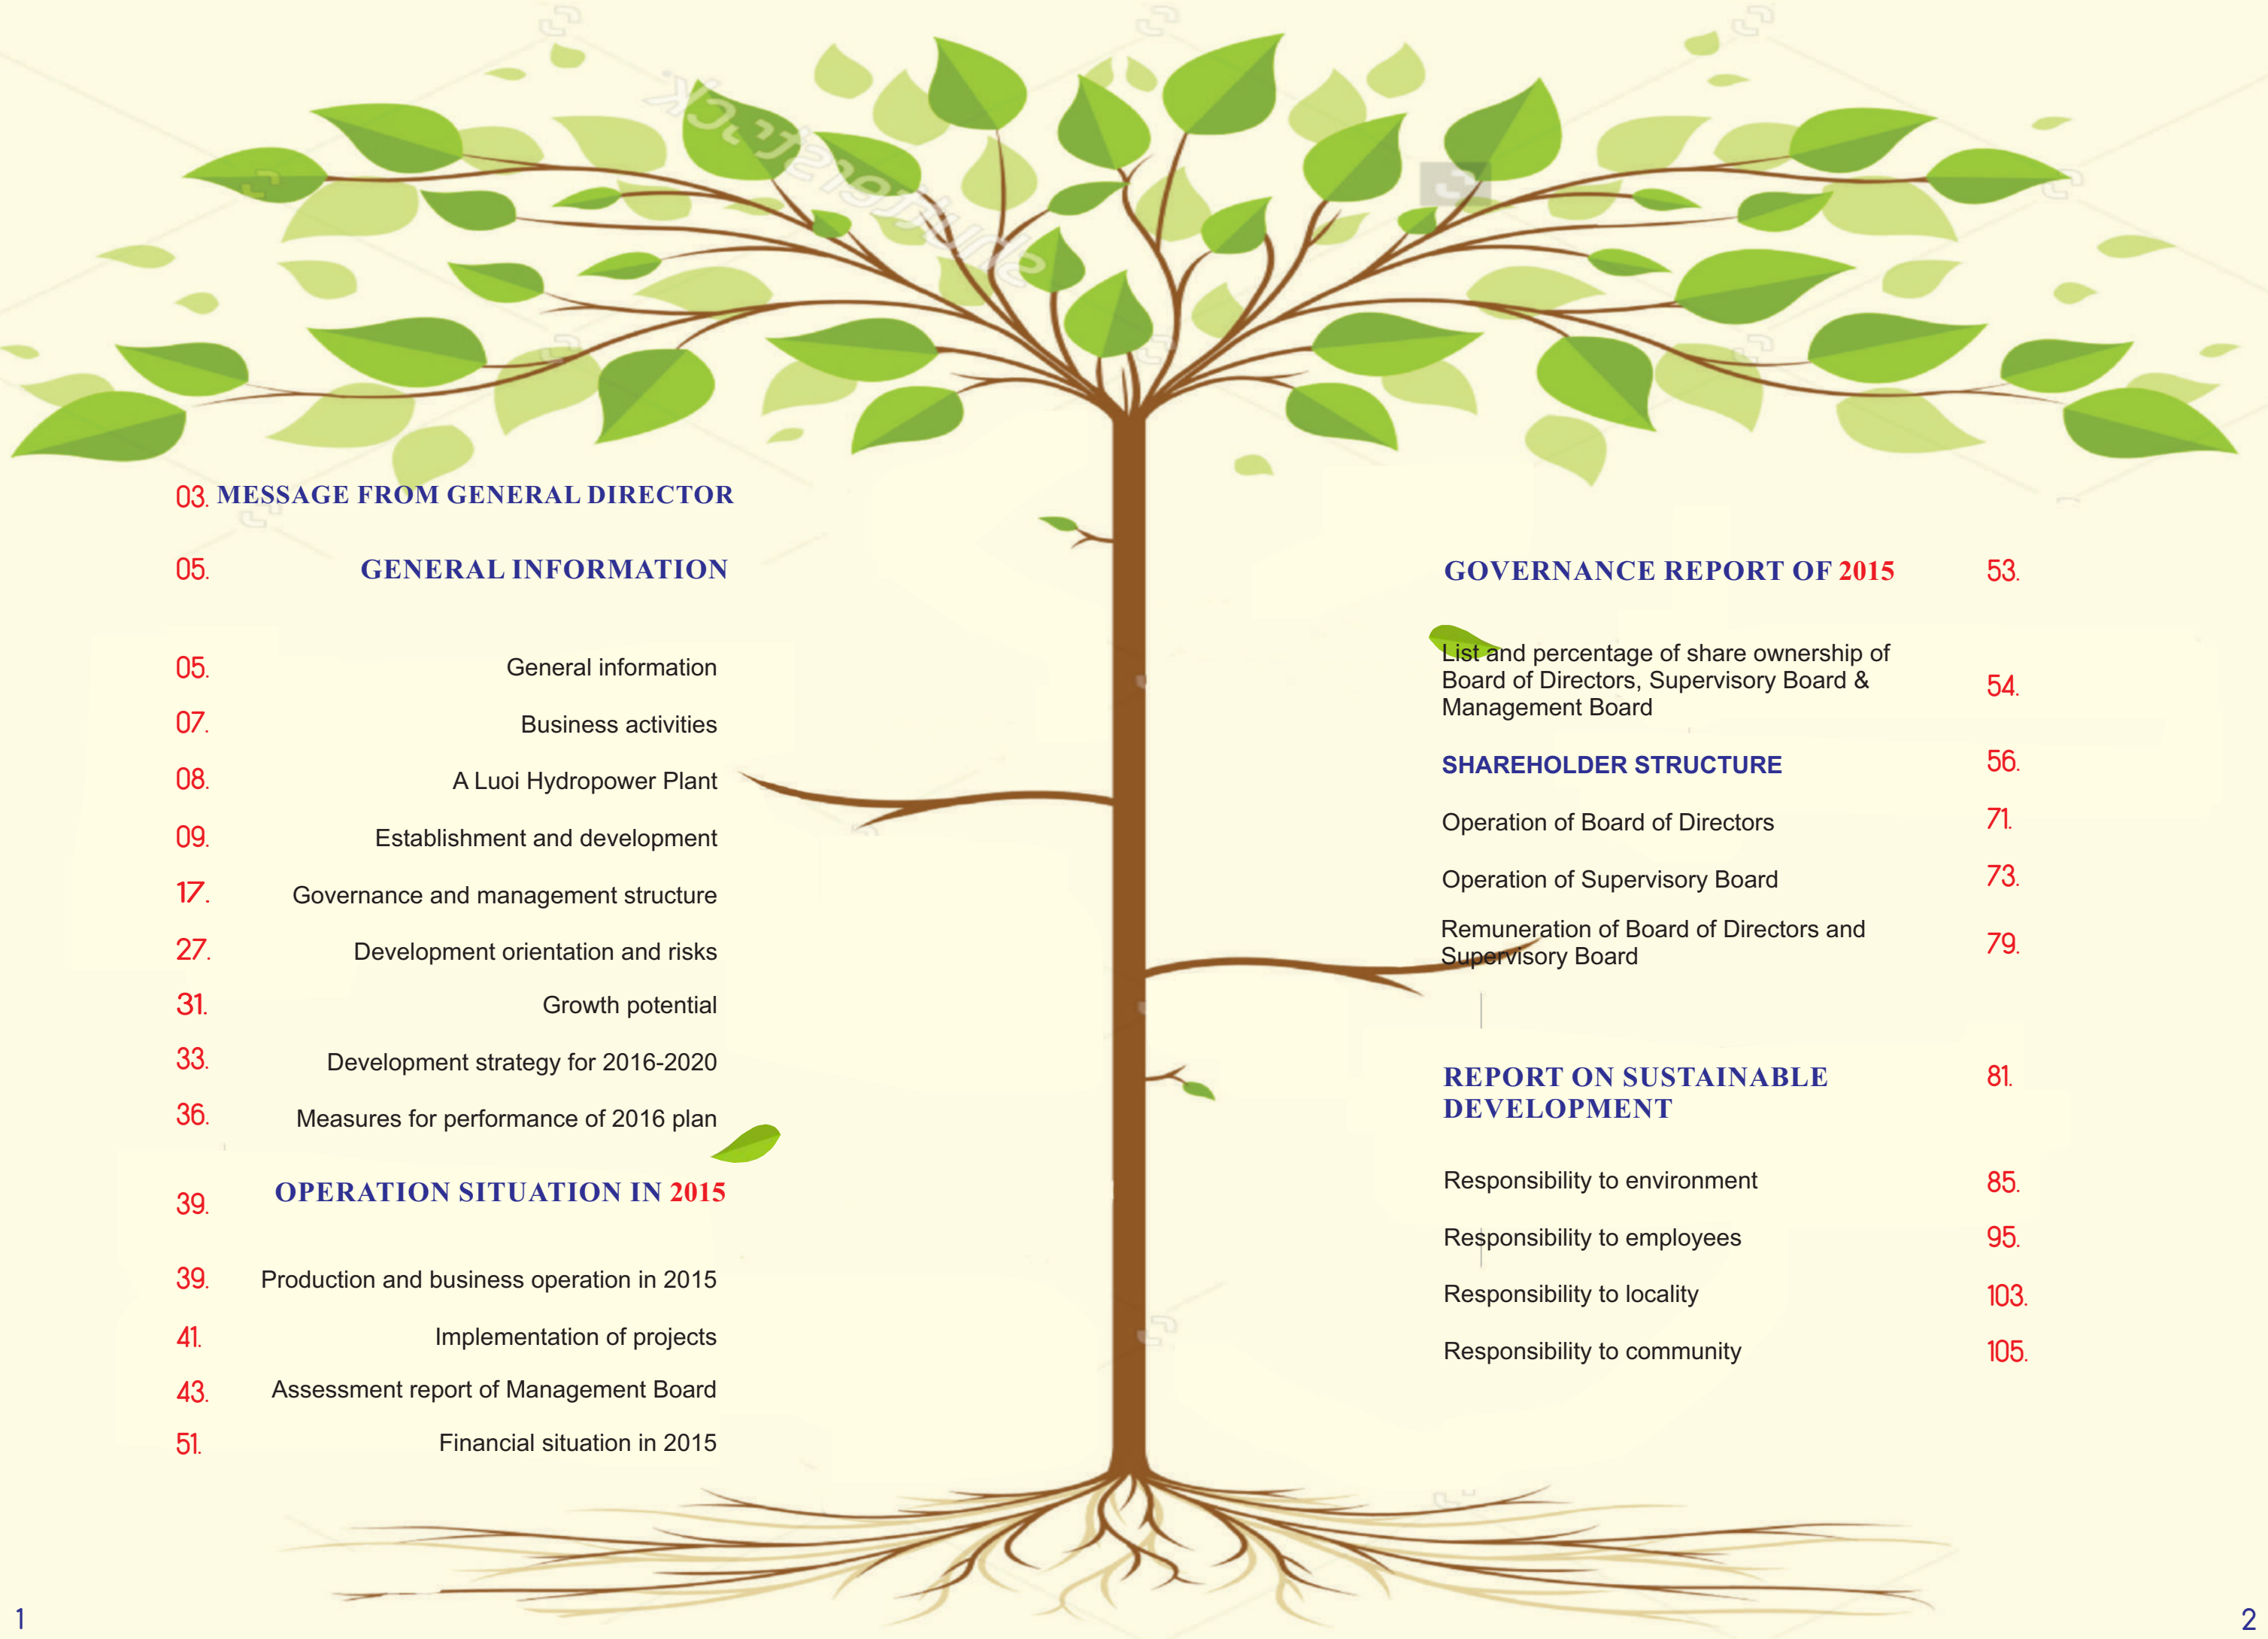 03. MESSAGE FROM GENERAL DIRECTOR
05. GENERAL INFORMATION
05. General information
07. Business activities
08. A Luoi Hydropower Plant
09. Establishment and development
17. Governance and management structure
27. Development orientation and risks
31. Growth potential
33. Development strategy for 2016-2020
36. Measures for performance of 2016 plan
39. OPERATION SITUATION IN 2015
39. Production and business operation in 2015
41. Implementation of projects
43. Assessment report of Management Board
51. Financial situation in 2015
1
GOVERNANCE REPORT OF 2015 53.
List and percentage of share ownership of
Board of Directors, Supervisory Board &
Management Board
54.
SHAREHOLDER STRUCTURE 56.
Operation of Board of Directors 71.
Operation of Supervisory Board 73.
Remuneration of Board of Directors and
Supervisory Board
79.
REPORT ON SUSTAINABLE 81.
DEVELOPMENT
Responsibility to environment 85.
Responsibility to employees 95.
Responsibility to locality 103.
Responsibility to community 105.
2